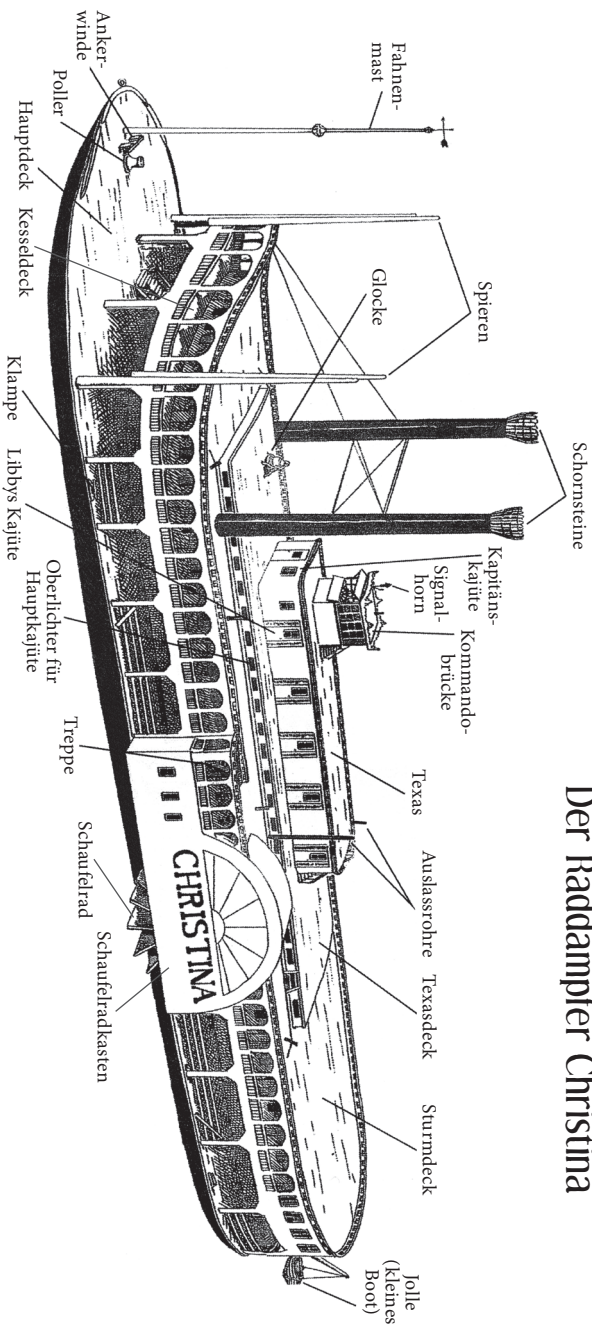 Der Raddampfer Christina
Schornsteine
Spieren
Fahnen-
mast
Glocke
Kapitäns-
kajüte
Signal-
horn
Kommando-
brücke
Texas
Auslassrohre
Texasdeck
Sturmdeck
Jolle
(kleines
Boot)
Anker-
winde
Poller
Hauptdeck
Kesseldeck
Klampe
Libbys Kajüte
Oberlichter für
Hauptkajüte
Treppe
CHRISTINA
Schaufelrad
Schaufelradkasten